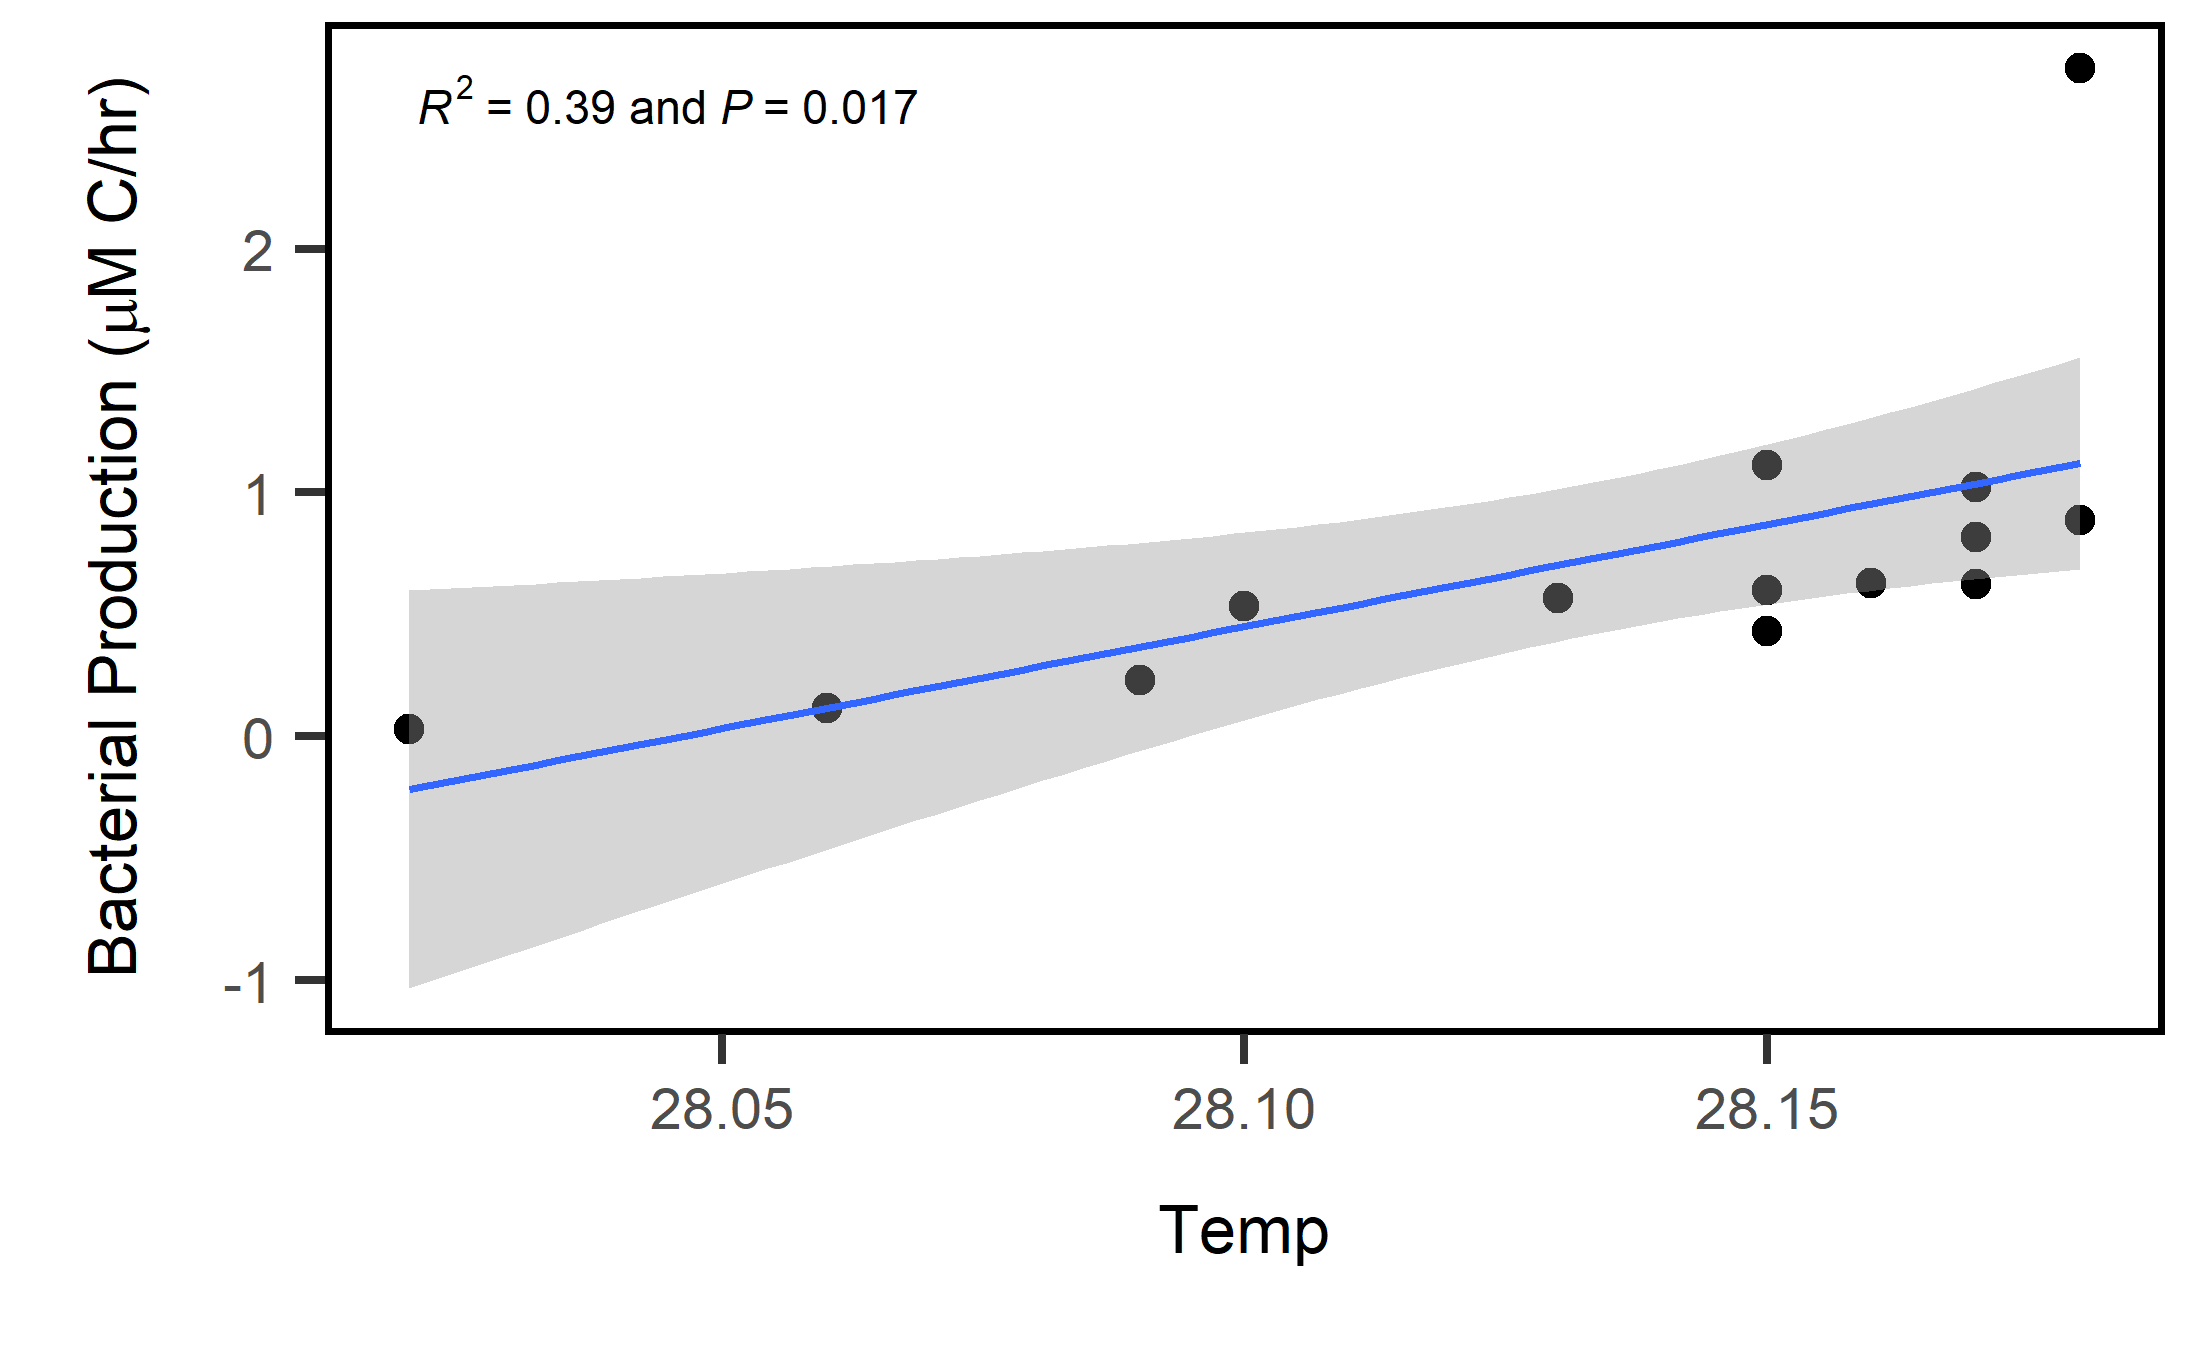 R² = 0.39 and P = 0.017
Bacterial Production (μM C/hr)
2
1
0
-1
28.05 28.10 28.15
Temp